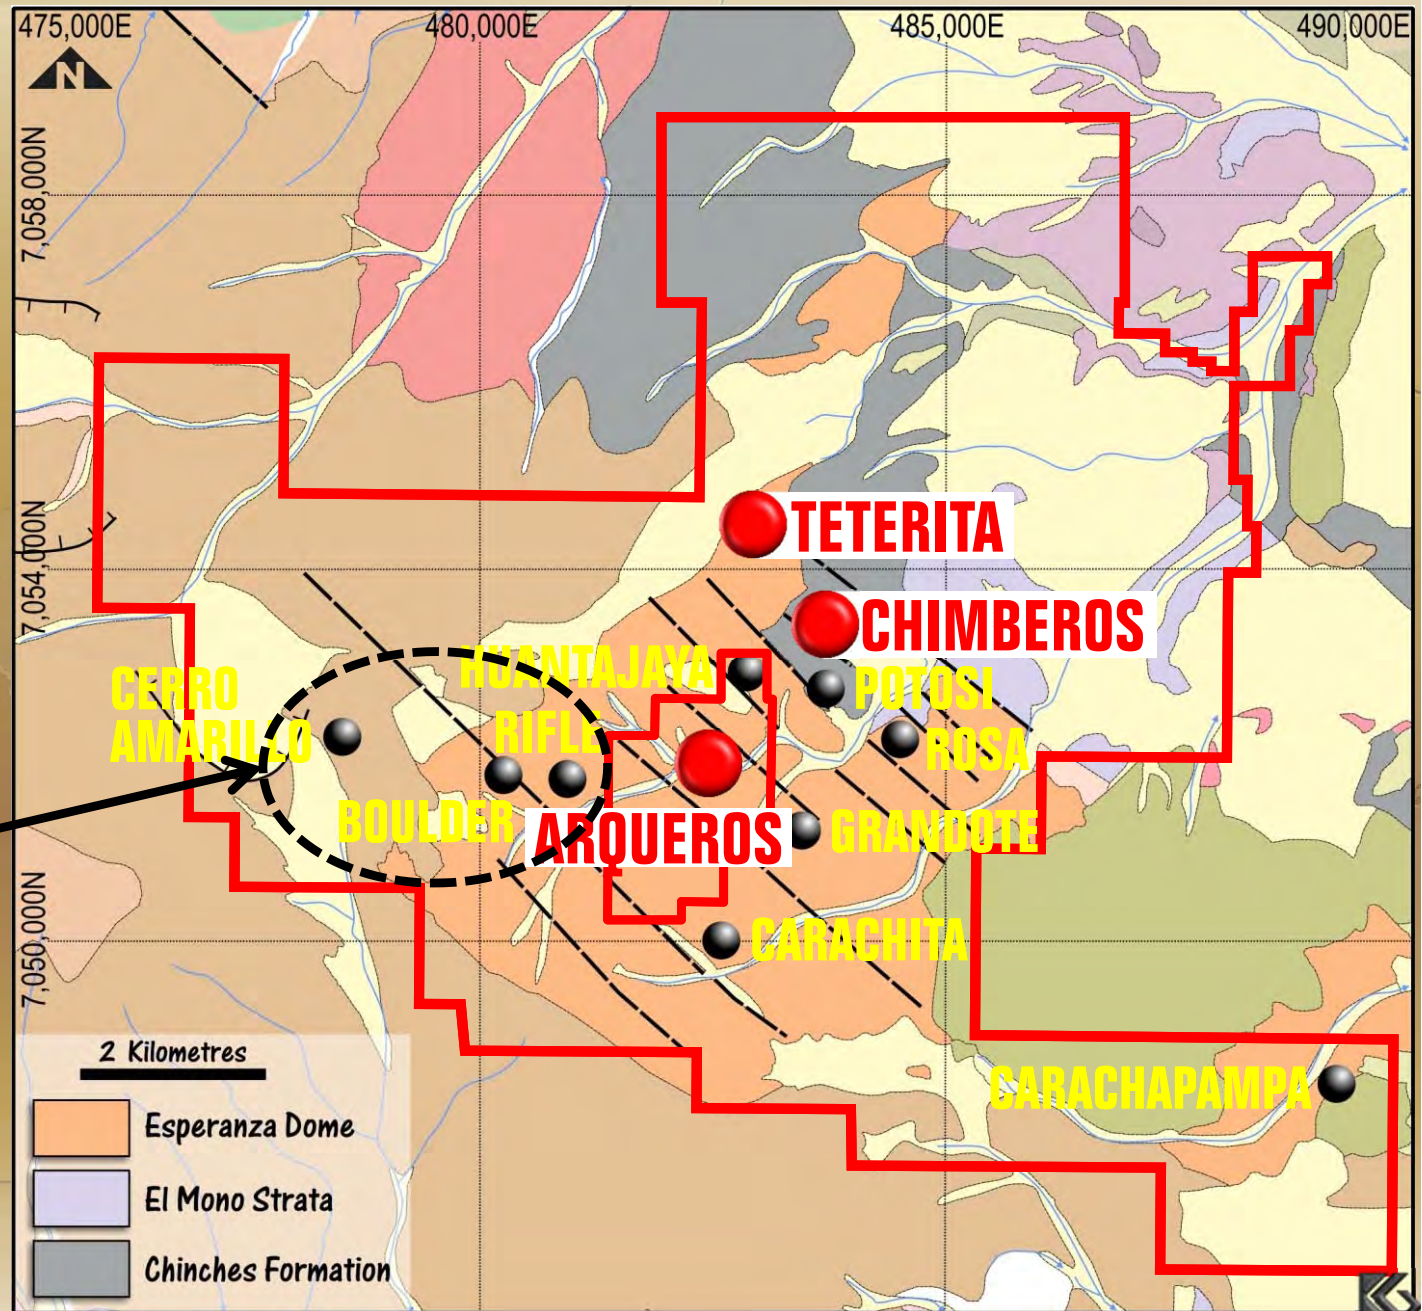 475,000E
480,000E
485,000E
490,000E
N
7,058,000N
7,054,000N
TETERITA
CHIMBEROS
HUANTAJAYA
CERRO
AMARILLO
POTOSI
RIFLE
ROSA
BOULDER
ARQUEROS
GRANDOTE
CARACHITA
7,050,000N
2 Kilometres
CARACHAPAMPA
Esperanza Dome
El Mono Strata
Chinches Formation